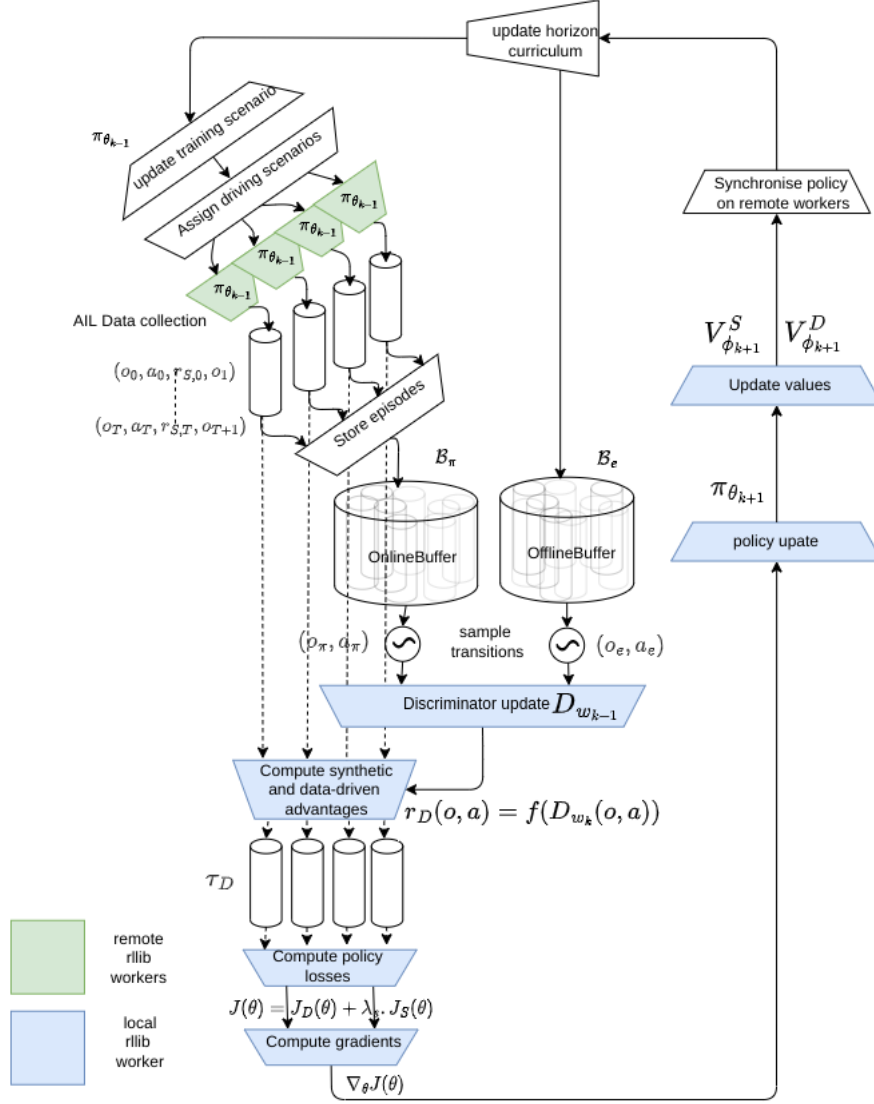 update horizon
curriculum
π_{θ_{k-1}}
update training scenario
Assign driving scenarios
π_{θ_{k-1}}
π_{θ_{k-1}}
π_{θ_{k-1}}
π_{θ_{k-1}}
Synchronise policy
on remote workers
AIL Data collection
V^S_{ϕ_{k+1}} V^D_{ϕ_{k+1}}
(o_0, a_0, r_{S,0}, o_1)
Update values
(o_T, a_T, r_{S,T}, o_{T+1})
Store episodes
B_π
B_e
π_{θ_{k+1}}
OnlineBuffer
OfflineBuffer
policy upate
(o_π, a_π)
sample
transitions
(o_e, a_e)
Discriminator update D_{w_{k-1}}
Compute synthetic
and data-driven
advantages
r_D(o, a) = f(D_{w_k}(o, a))
τ_D
remote
rllib
workers
Compute policy
losses
J(θ) = J_D(θ) + λ_s. J_S(θ)
local
rllib
worker
Compute gradients
∇_θ J(θ)